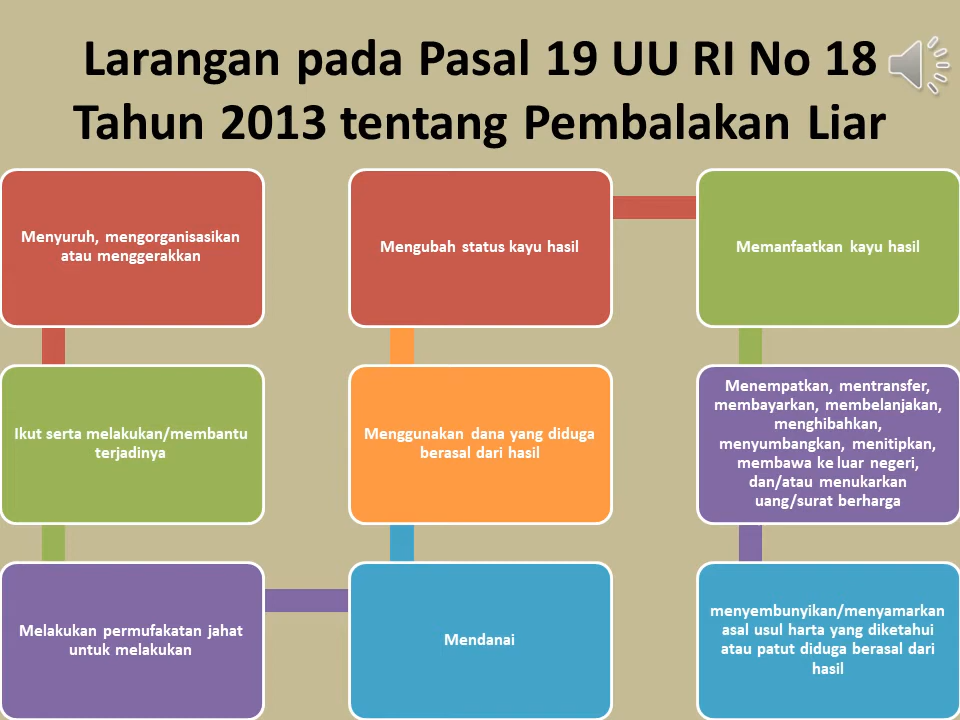 Larangan pada Pasal 19 UU RI No 18
Tahun 2013 tentang Pembalakan Liar
Menyuruh, mengorganisasikan
atau menggerakkan
Ikut serta melakukan/membantu
terjadinya
Melakukan permufakatan jahat
untuk melakukan
Mendanai
Menggunakan dana yang diduga
berasal dari hasil
Mengubah status kayu hasil
Memanfaatkan kayu hasil
Menempatkan, mentransfer,
membayarkan, membelanjakan,
menghibahkan,
menyumbangkan, menitipkan,
membawa ke luar negeri,
dan/atau menukarkan
uang/surat berharga
menyembunyikan/menyamarkan
asal usul harta yang diketahui
atau patut diduga berasal dari
hasil